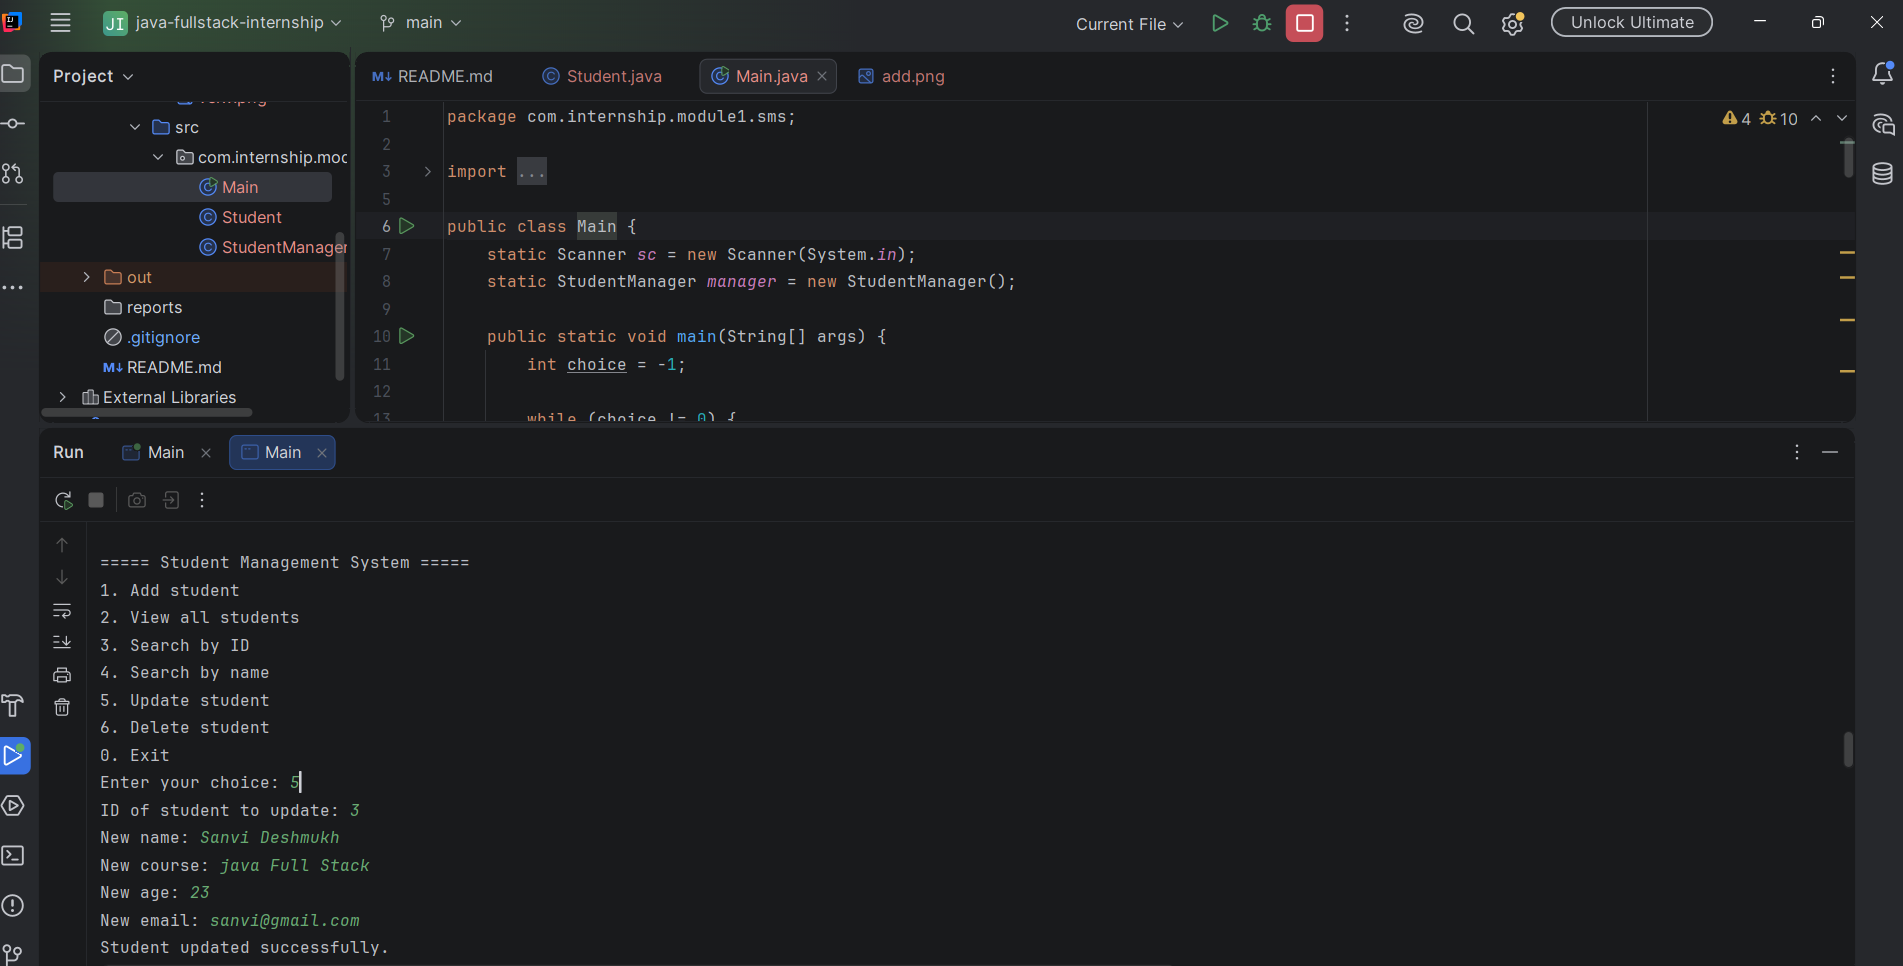 JI java-fullstack-internship main Current File Unlock Ultimate
Project
src
com.internship.mod
Main
Student
StudentManager
out
reports
.gitignore
M↓ README.md
External Libraries
M↓ README.md Student.java Main.java add.png
4 10
1 package com.internship.module1.sms;
2
3 import ...
5
6 public class Main {
7 static Scanner sc = new Scanner(System.in);
8 static StudentManager manager = new StudentManager();
9
10 public static void main(String[] args) {
11 int choice = -1;
12
13 while (choice != 0) {
Run Main Main
===== Student Management System =====
1. Add student
2. View all students
3. Search by ID
4. Search by name
5. Update student
6. Delete student
0. Exit
Enter your choice: 5
ID of student to update: 3
New name: Sanvi Deshmukh
New course: java Full Stack
New age: 23
New email: sanvi@gmail.com
Student updated successfully.